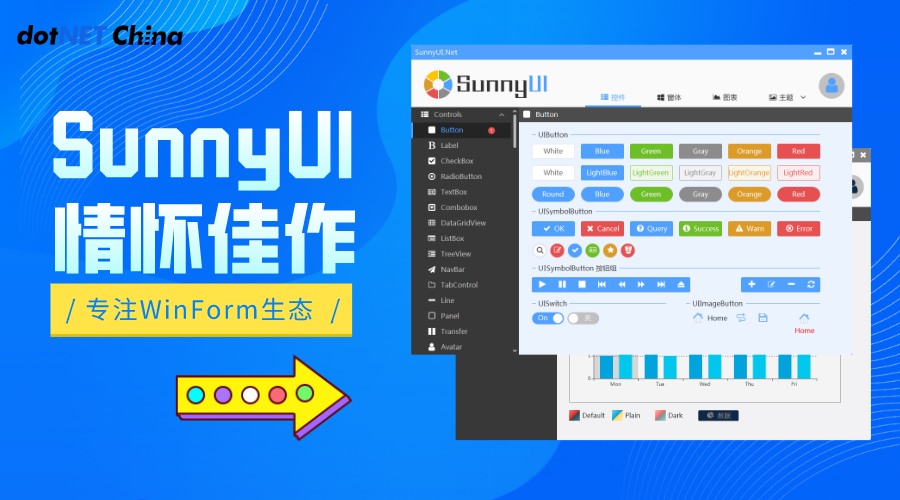 dotNET China
SunnyUI
情怀佳作
/ 专注WinForm生态 /
SunnyUI.Net
SunnyUI
控件 窗体 图表 主题
Controls
Button
Label
CheckBox
RadioButton
TextBox
Combobox
DataGridView
ListBox
TreeView
NavBar
TabControl
Line
Panel
Transfer
Avatar
Button
UIButton
White Blue Green Gray Orange Red
White LightBlue LightGreen LightGray LightOrange LightRed
Round Blue Green Gray Orange Red
UISymbolButton
OK Cancel Query Success Warn Error
UISymbolButton 按钮组
UISwitch
On 关
UIImageButton
Home
Home
1
0
Mon Tue Wed Thu Fri
Default Plain Dark 数据